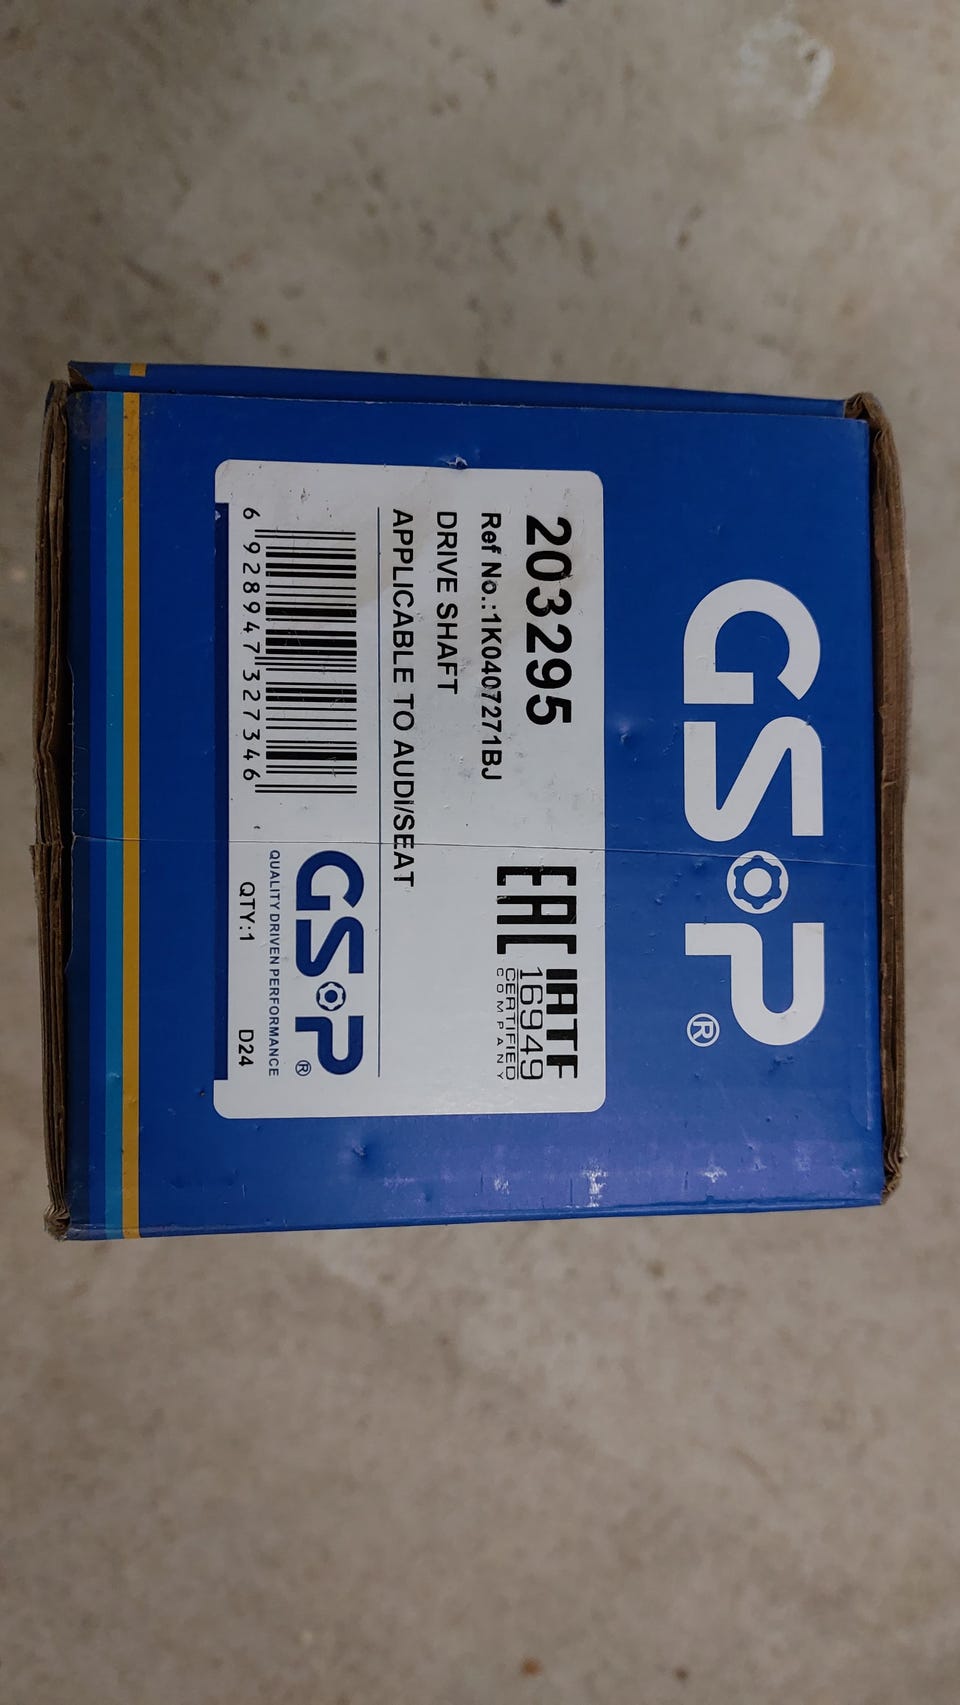 GSP®
203295
Ref No.:1K0407271BJ
DRIVE SHAFT
APPLICABLE TO AUDI/SEAT
EAC
IATF
16949
CERTIFIED
COMPANY
6 928947 327346
GSP®
QUALITY DRIVEN PERFORMANCE
QTY:1 D24